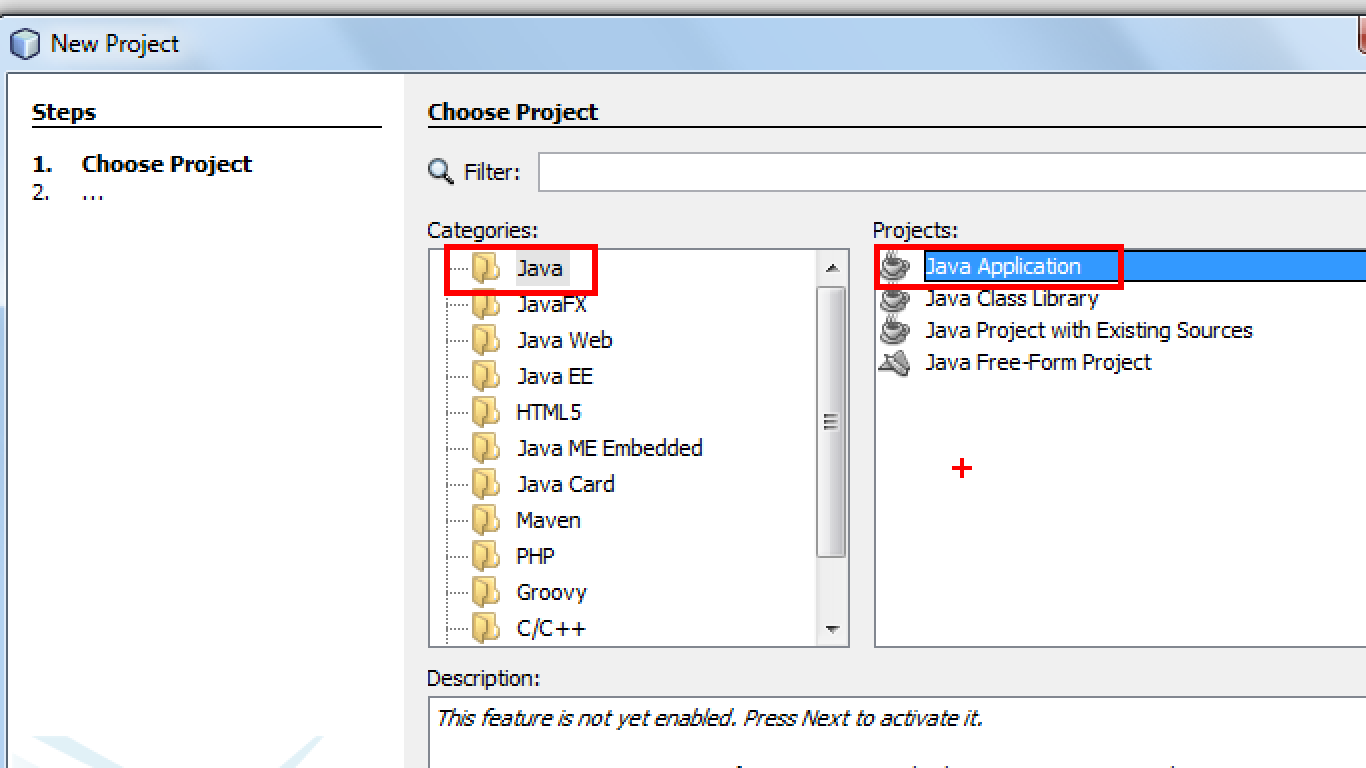 New Project
Steps
1. Choose Project
2. ...
Choose Project
Filter:
Categories:
Java
JavaFX
Java Web
Java EE
HTML5
Java ME Embedded
Java Card
Maven
PHP
Groovy
C/C++
Projects:
Java Application
Java Class Library
Java Project with Existing Sources
Java Free-Form Project
Description:
This feature is not yet enabled. Press Next to activate it.